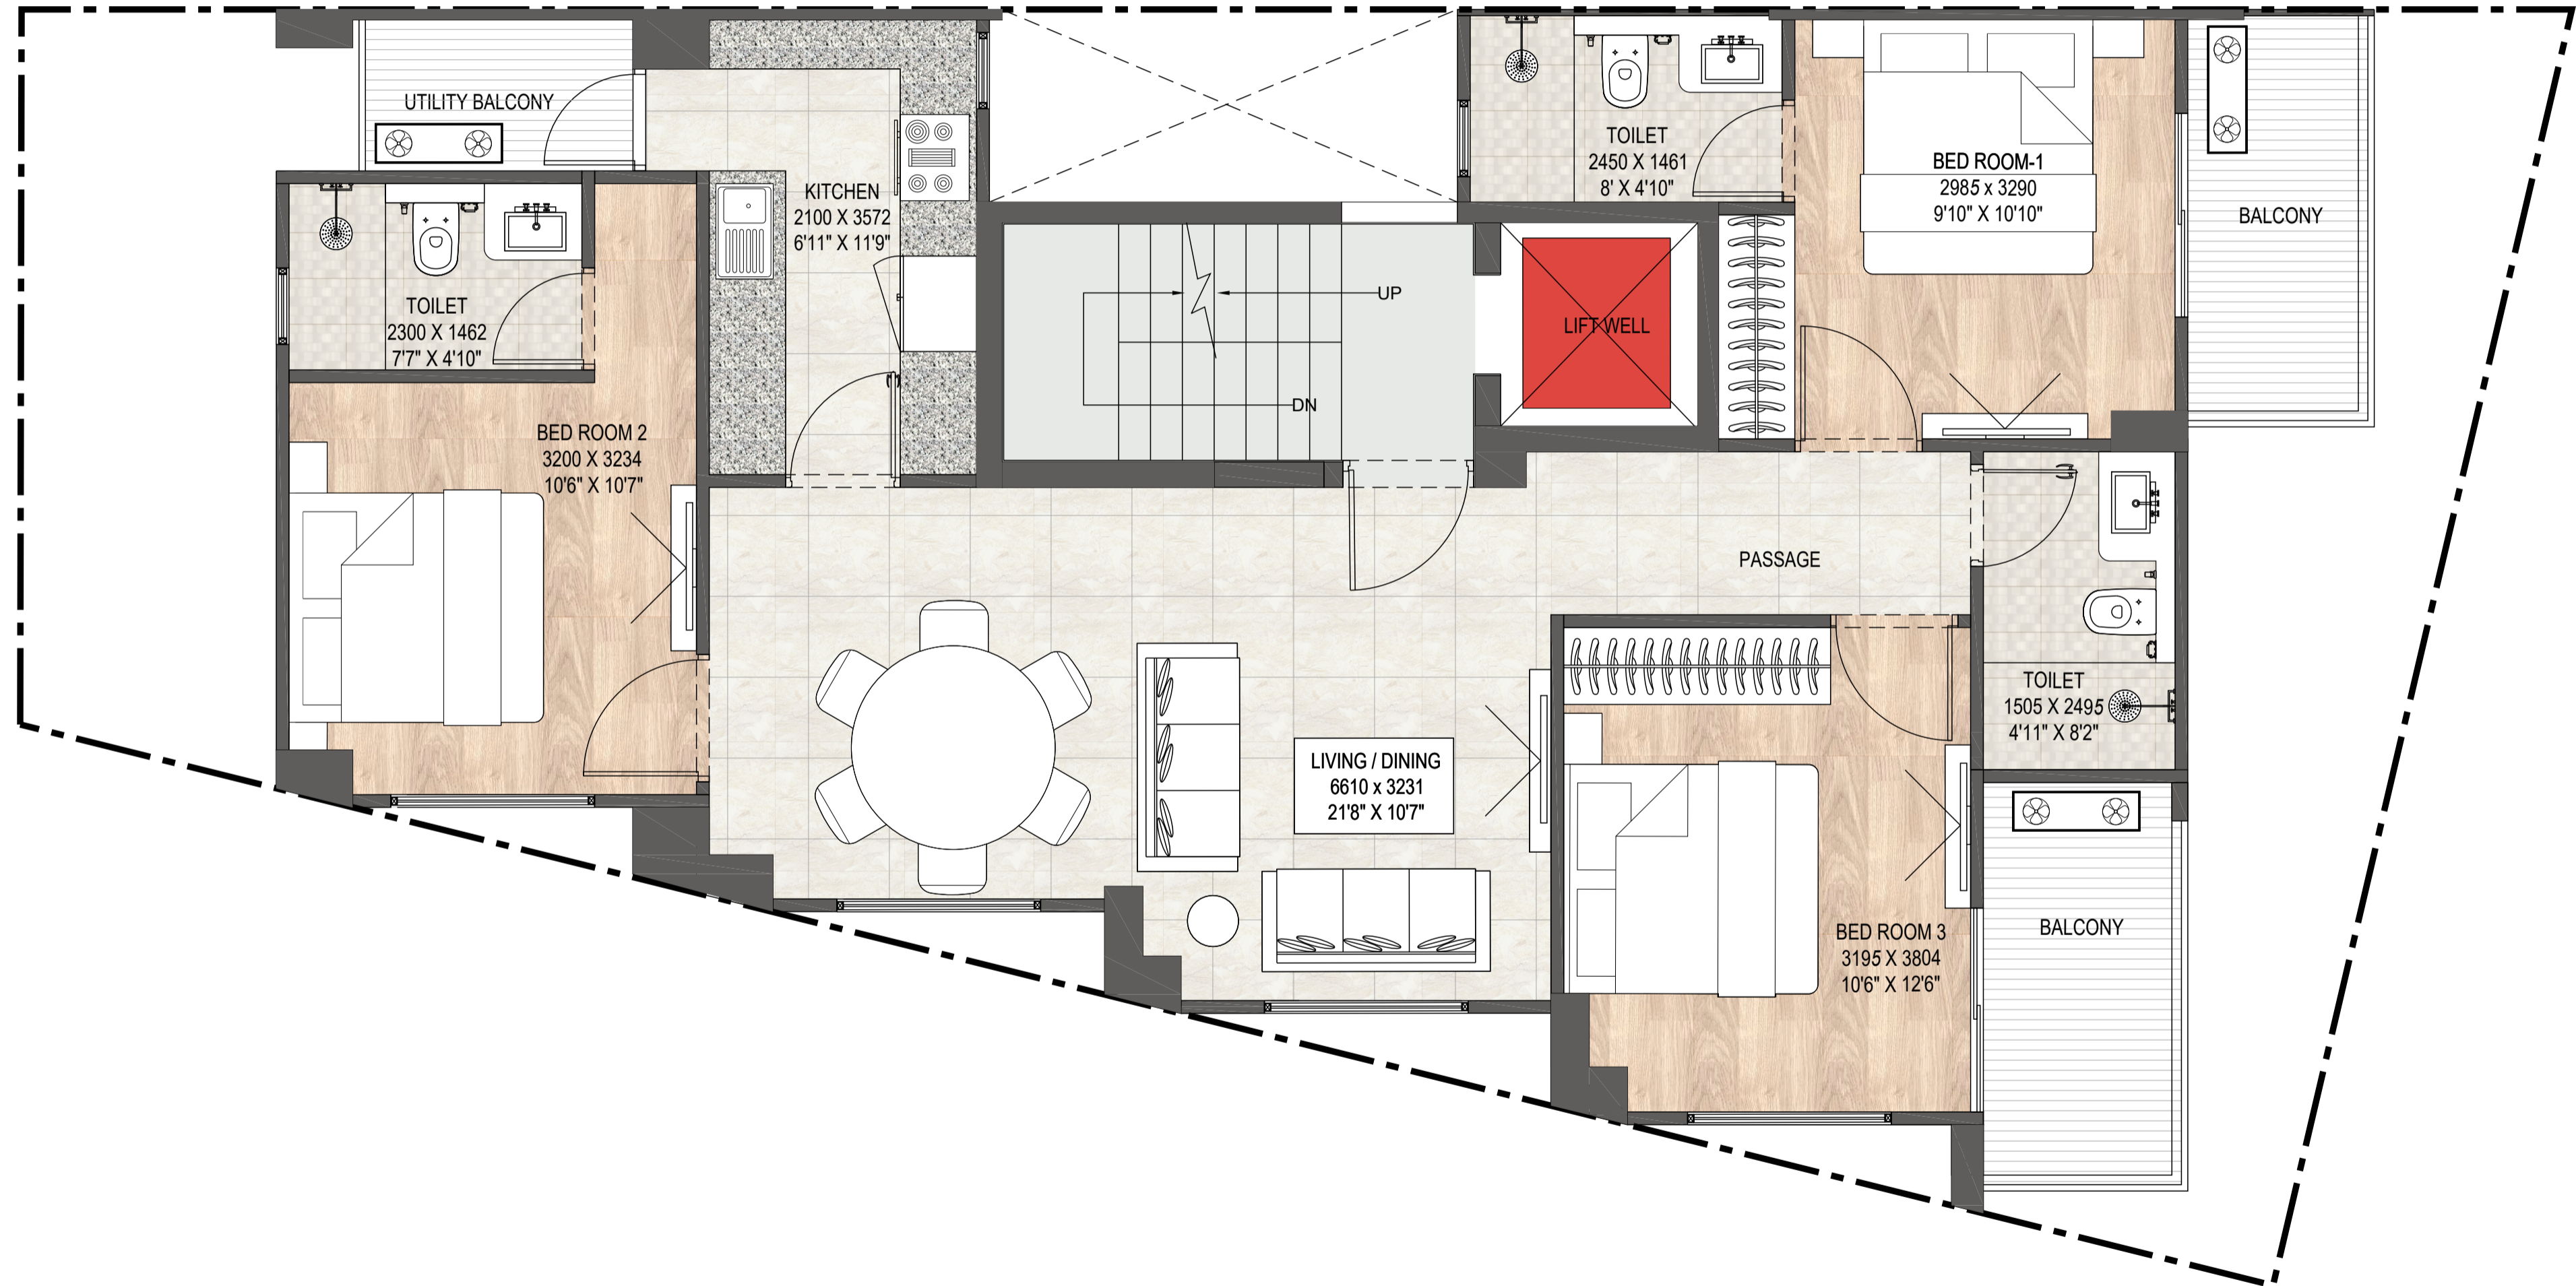 UTILITY BALCONY
TOILET
2300 X 1462
7'7" X 4'10"
KITCHEN
2100 X 3572
6'11" X 11'9"
BED ROOM 2
3200 X 3234
10'6" X 10'7"
UP
DN
LIFT WELL
TOILET
2450 X 1461
8' X 4'10"
BED ROOM-1
2985 x 3290
9'10" X 10'10"
BALCONY
PASSAGE
LIVING / DINING
6610 x 3231
21'8" X 10'7"
TOILET
1505 X 2495
4'11" X 8'2"
BED ROOM 3
3195 X 3804
10'6" X 12'6"
BALCONY